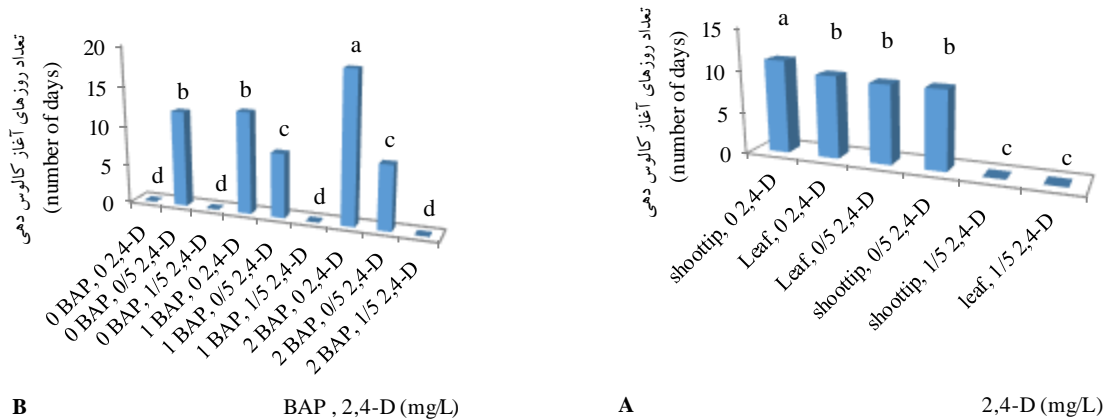 تعداد روزهای آغاز کالوس دهی
(number of days)
20
15
10
5
0
d
b
d
b
c
d
a
c
d
0 BAP, 0 2,4-D
0 BAP, 0/5 2,4-D
0 BAP, 1/5 2,4-D
1 BAP, 0 2,4-D
1 BAP, 0/5 2,4-D
1 BAP, 1/5 2,4-D
2 BAP, 0 2,4-D
2 BAP, 0/5 2,4-D
2 BAP, 1/5 2,4-D
B
BAP , 2,4-D (mg/L)
تعداد روزهای آغاز کالوس دهی
(number of days)
15
10
5
0
a
b
b
b
c
c
shoottip, 0 2,4-D
Leaf, 0 2,4-D
Leaf, 0/5 2,4-D
shoottip, 0/5 2,4-D
shoottip, 1/5 2,4-D
leaf, 1/5 2,4-D
A
2,4-D (mg/L)